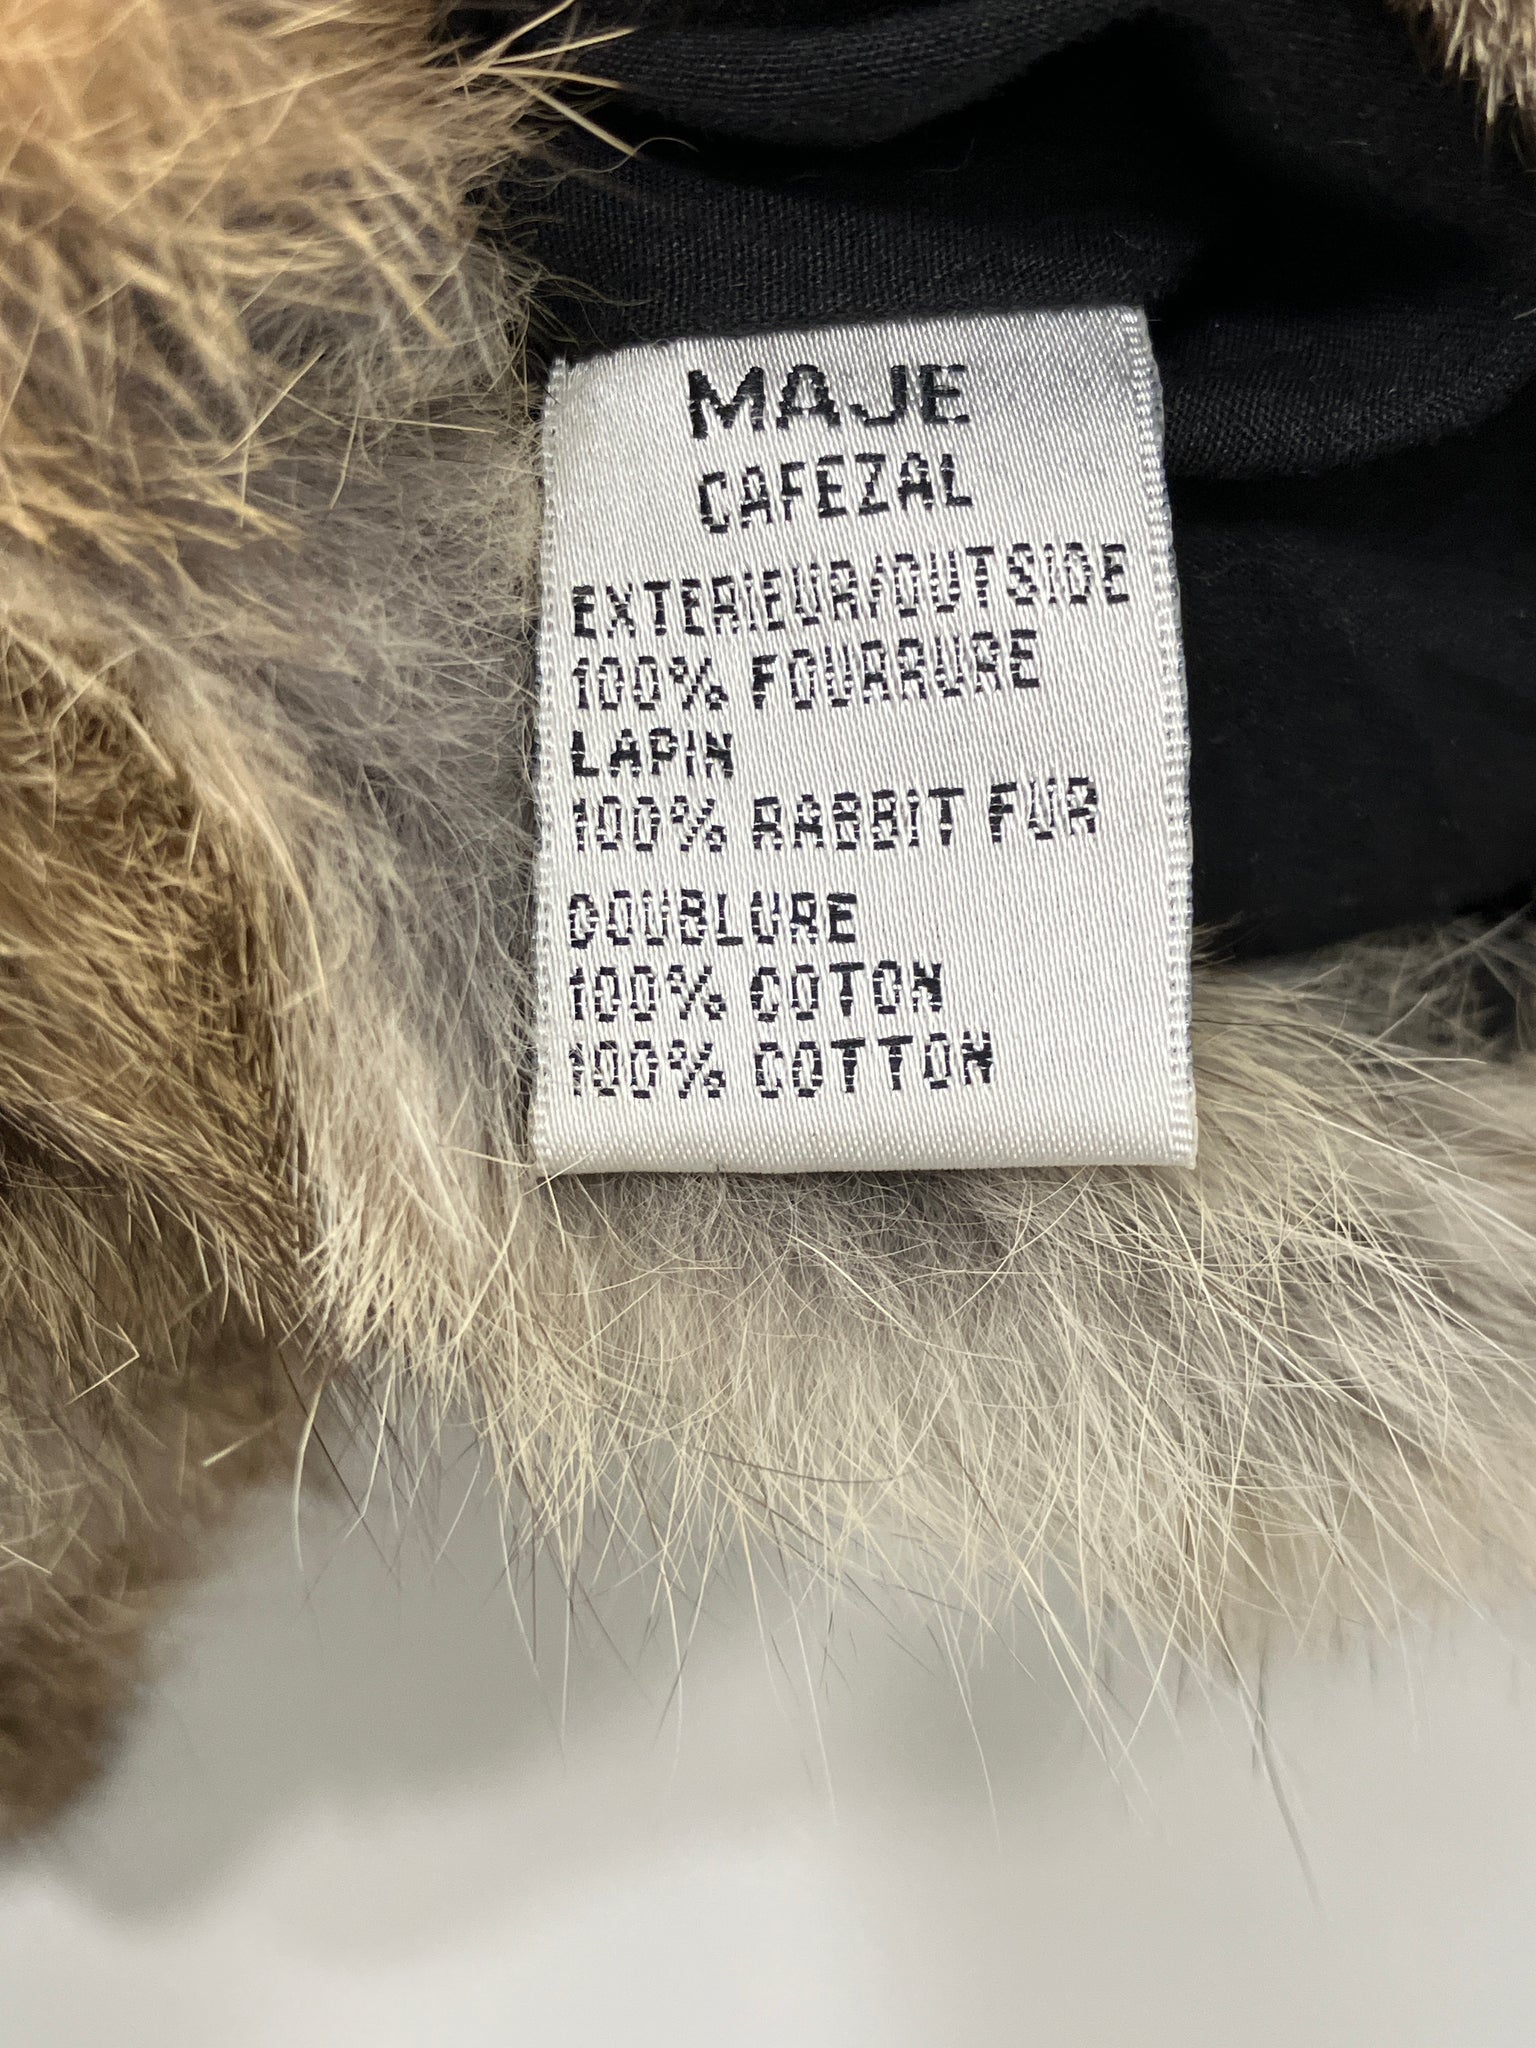 MAJE
CAFEZAL
EXTERIEUR/OUTSIDE
100% FOURRURE
LAPIN
100% RABBIT FUR
DOUBLURE
100% COTON
100% COTTON